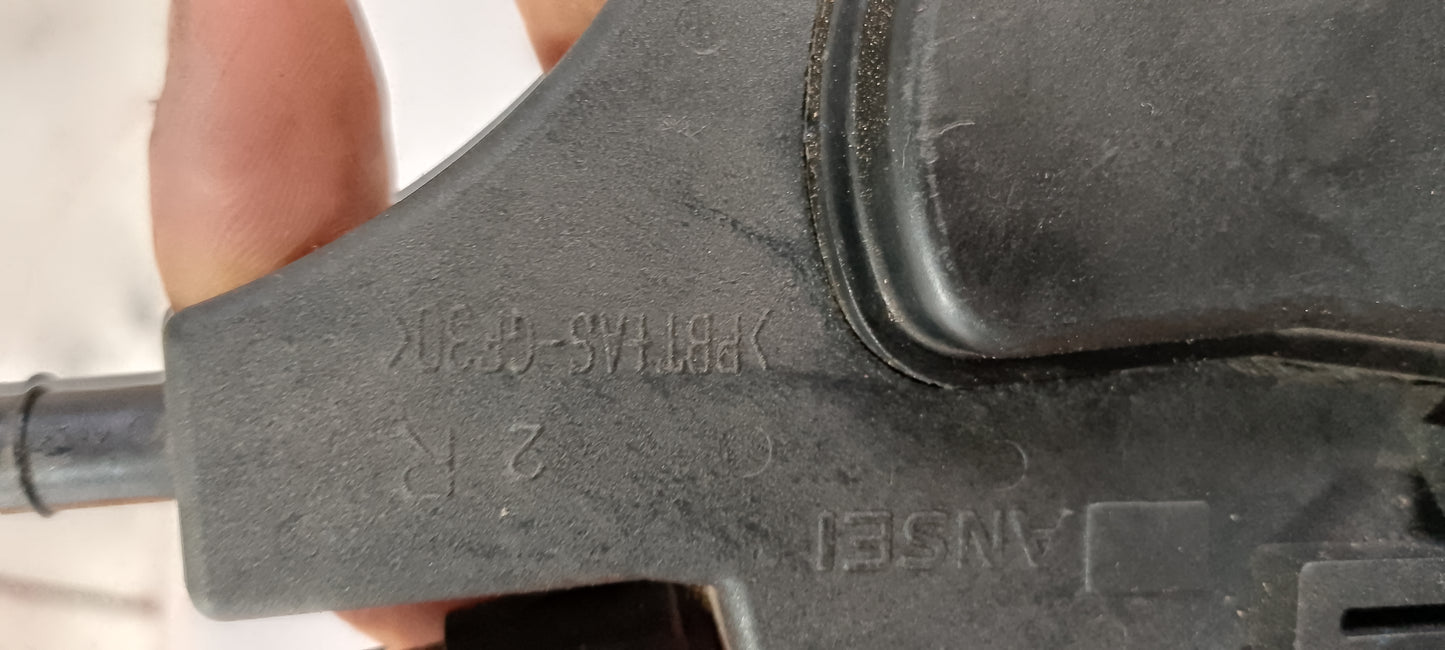 ANSEI
2 R
>PBT+AS-GF30<